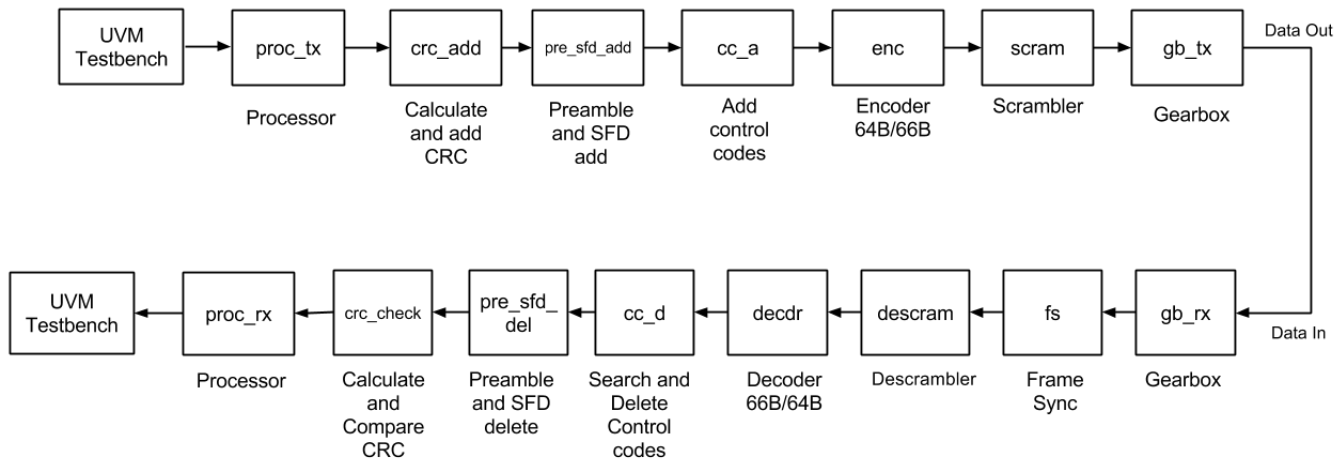 UVM
Testbench
proc_tx
crc_add
pre_sfd_add
cc_a
enc
scram
gb_tx
Data Out
Processor
Calculate
and add
CRC
Preamble
and SFD
add
Add
control
codes
Encoder
64B/66B
Scrambler
Gearbox
UVM
Testbench
proc_rx
crc_check
pre_sfd_
del
cc_d
decdr
descram
fs
gb_rx
Data In
Processor
Calculate
and
Compare
CRC
Preamble
and SFD
delete
Search and
Delete
Control
codes
Decoder
66B/64B
Descrambler
Frame
Sync
Gearbox